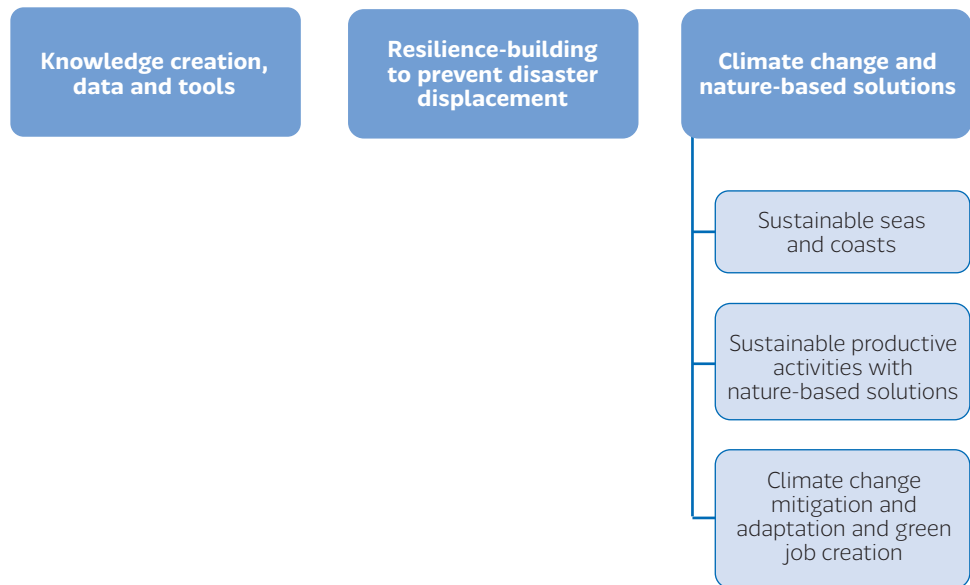 Knowledge creation,
data and tools
Resilience-building
to prevent disaster
displacement
Climate change and
nature-based solutions
Sustainable seas
and coasts
Sustainable productive
activities with
nature-based solutions
Climate change
mitigation and
adaptation and green
job creation